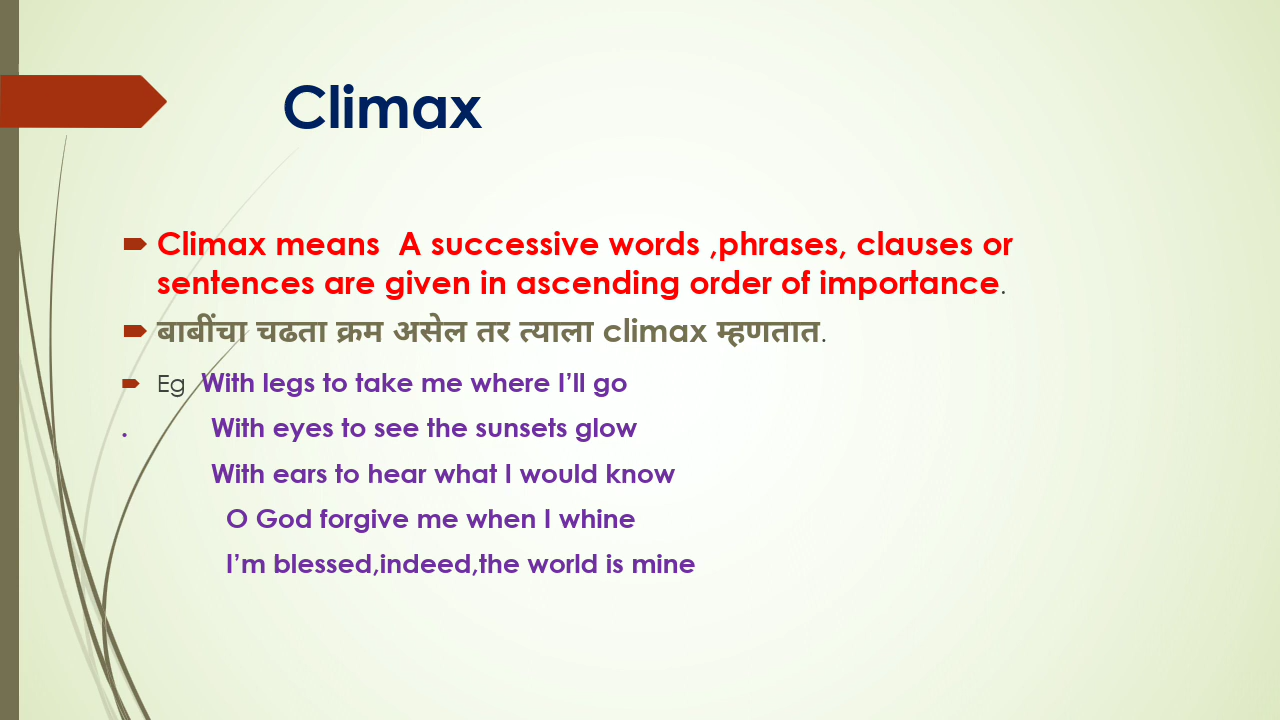 Climax
Climax means A successive words ,phrases, clauses or
sentences are given in ascending order of importance.
बाबींचा चढता क्रम असेल तर त्याला climax म्हणतात.
Eg With legs to take me where I’ll go
. With eyes to see the sunsets glow
With ears to hear what I would know
O God forgive me when I whine
I’m blessed,indeed,the world is mine